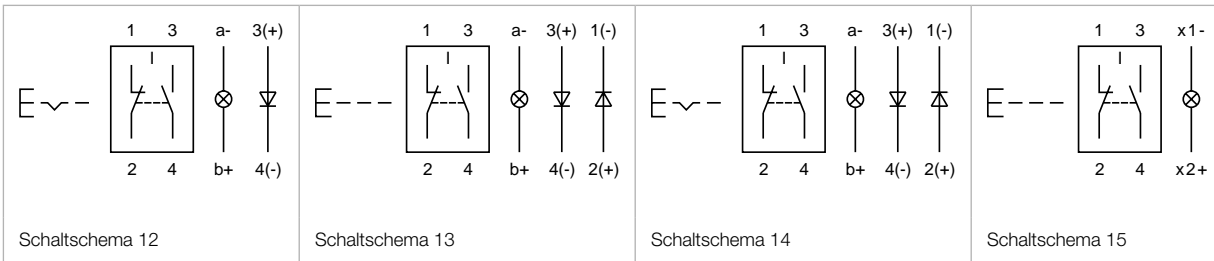 1 3 a- 3(+)
2 4 b+ 4(-)
Schaltschema 12
1 3 a- 3(+) 1(-)
2 4 b+ 4(-) 2(+)
Schaltschema 13
1 3 a- 3(+) 1(-)
2 4 b+ 4(-) 2(+)
Schaltschema 14
1 3 x1-
2 4 x2+
Schaltschema 15